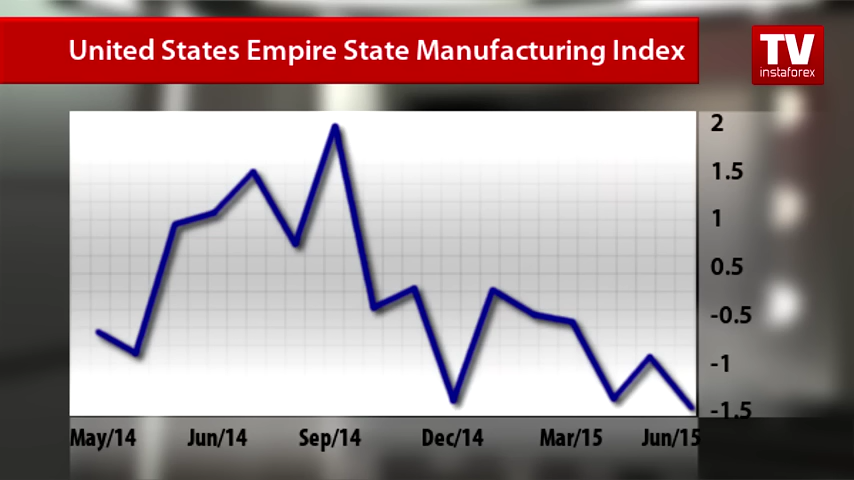 United States Empire State Manufacturing Index
TV
instaforex
2
1.5
1
0.5
-0.5
-1
-1.5
May/14 Jun/14 Sep/14 Dec/14 Mar/15 Jun/15